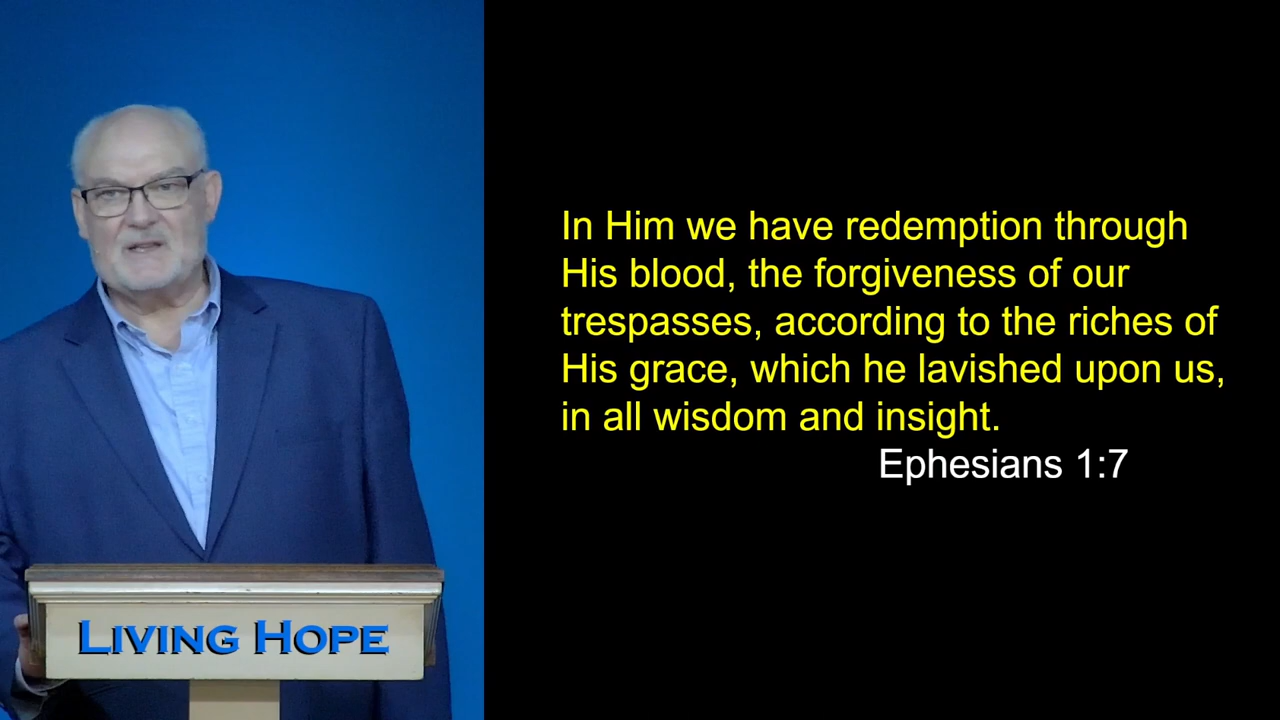 In Him we have redemption through
His blood, the forgiveness of our
trespasses, according to the riches of
His grace, which he lavished upon us,
in all wisdom and insight.
Ephesians 1:7
LIVING HOPE